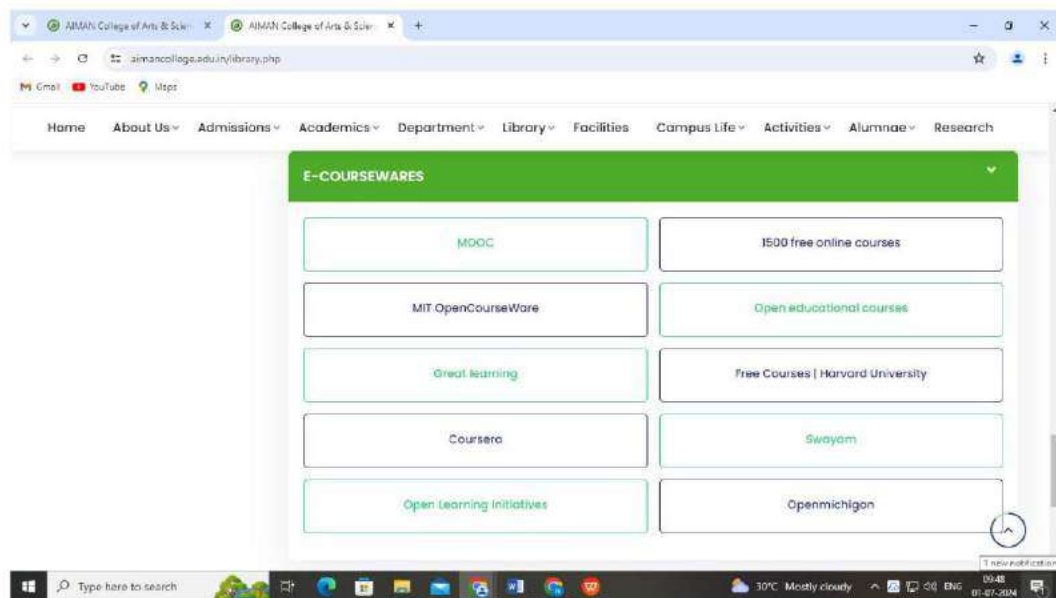 AIMAN College of Arts & Scien
AIMAN College of Arts & Scien
aimancollege.edu.in/library.php
Gmail YouTube Maps
Home About Us Admissions Academics Department Library Facilities Campus Life Activities Alumnae Research
E-COURSEWARES
MOOC 1500 free online courses
MIT OpenCourseWare Open educational courses
Great learning Free Courses | Harvard University
Coursera Swayam
Open Learning Initiatives Openmichigan
1 new notification
Type here to search 30°C Mostly cloudy ENG 09:48
01-07-2024